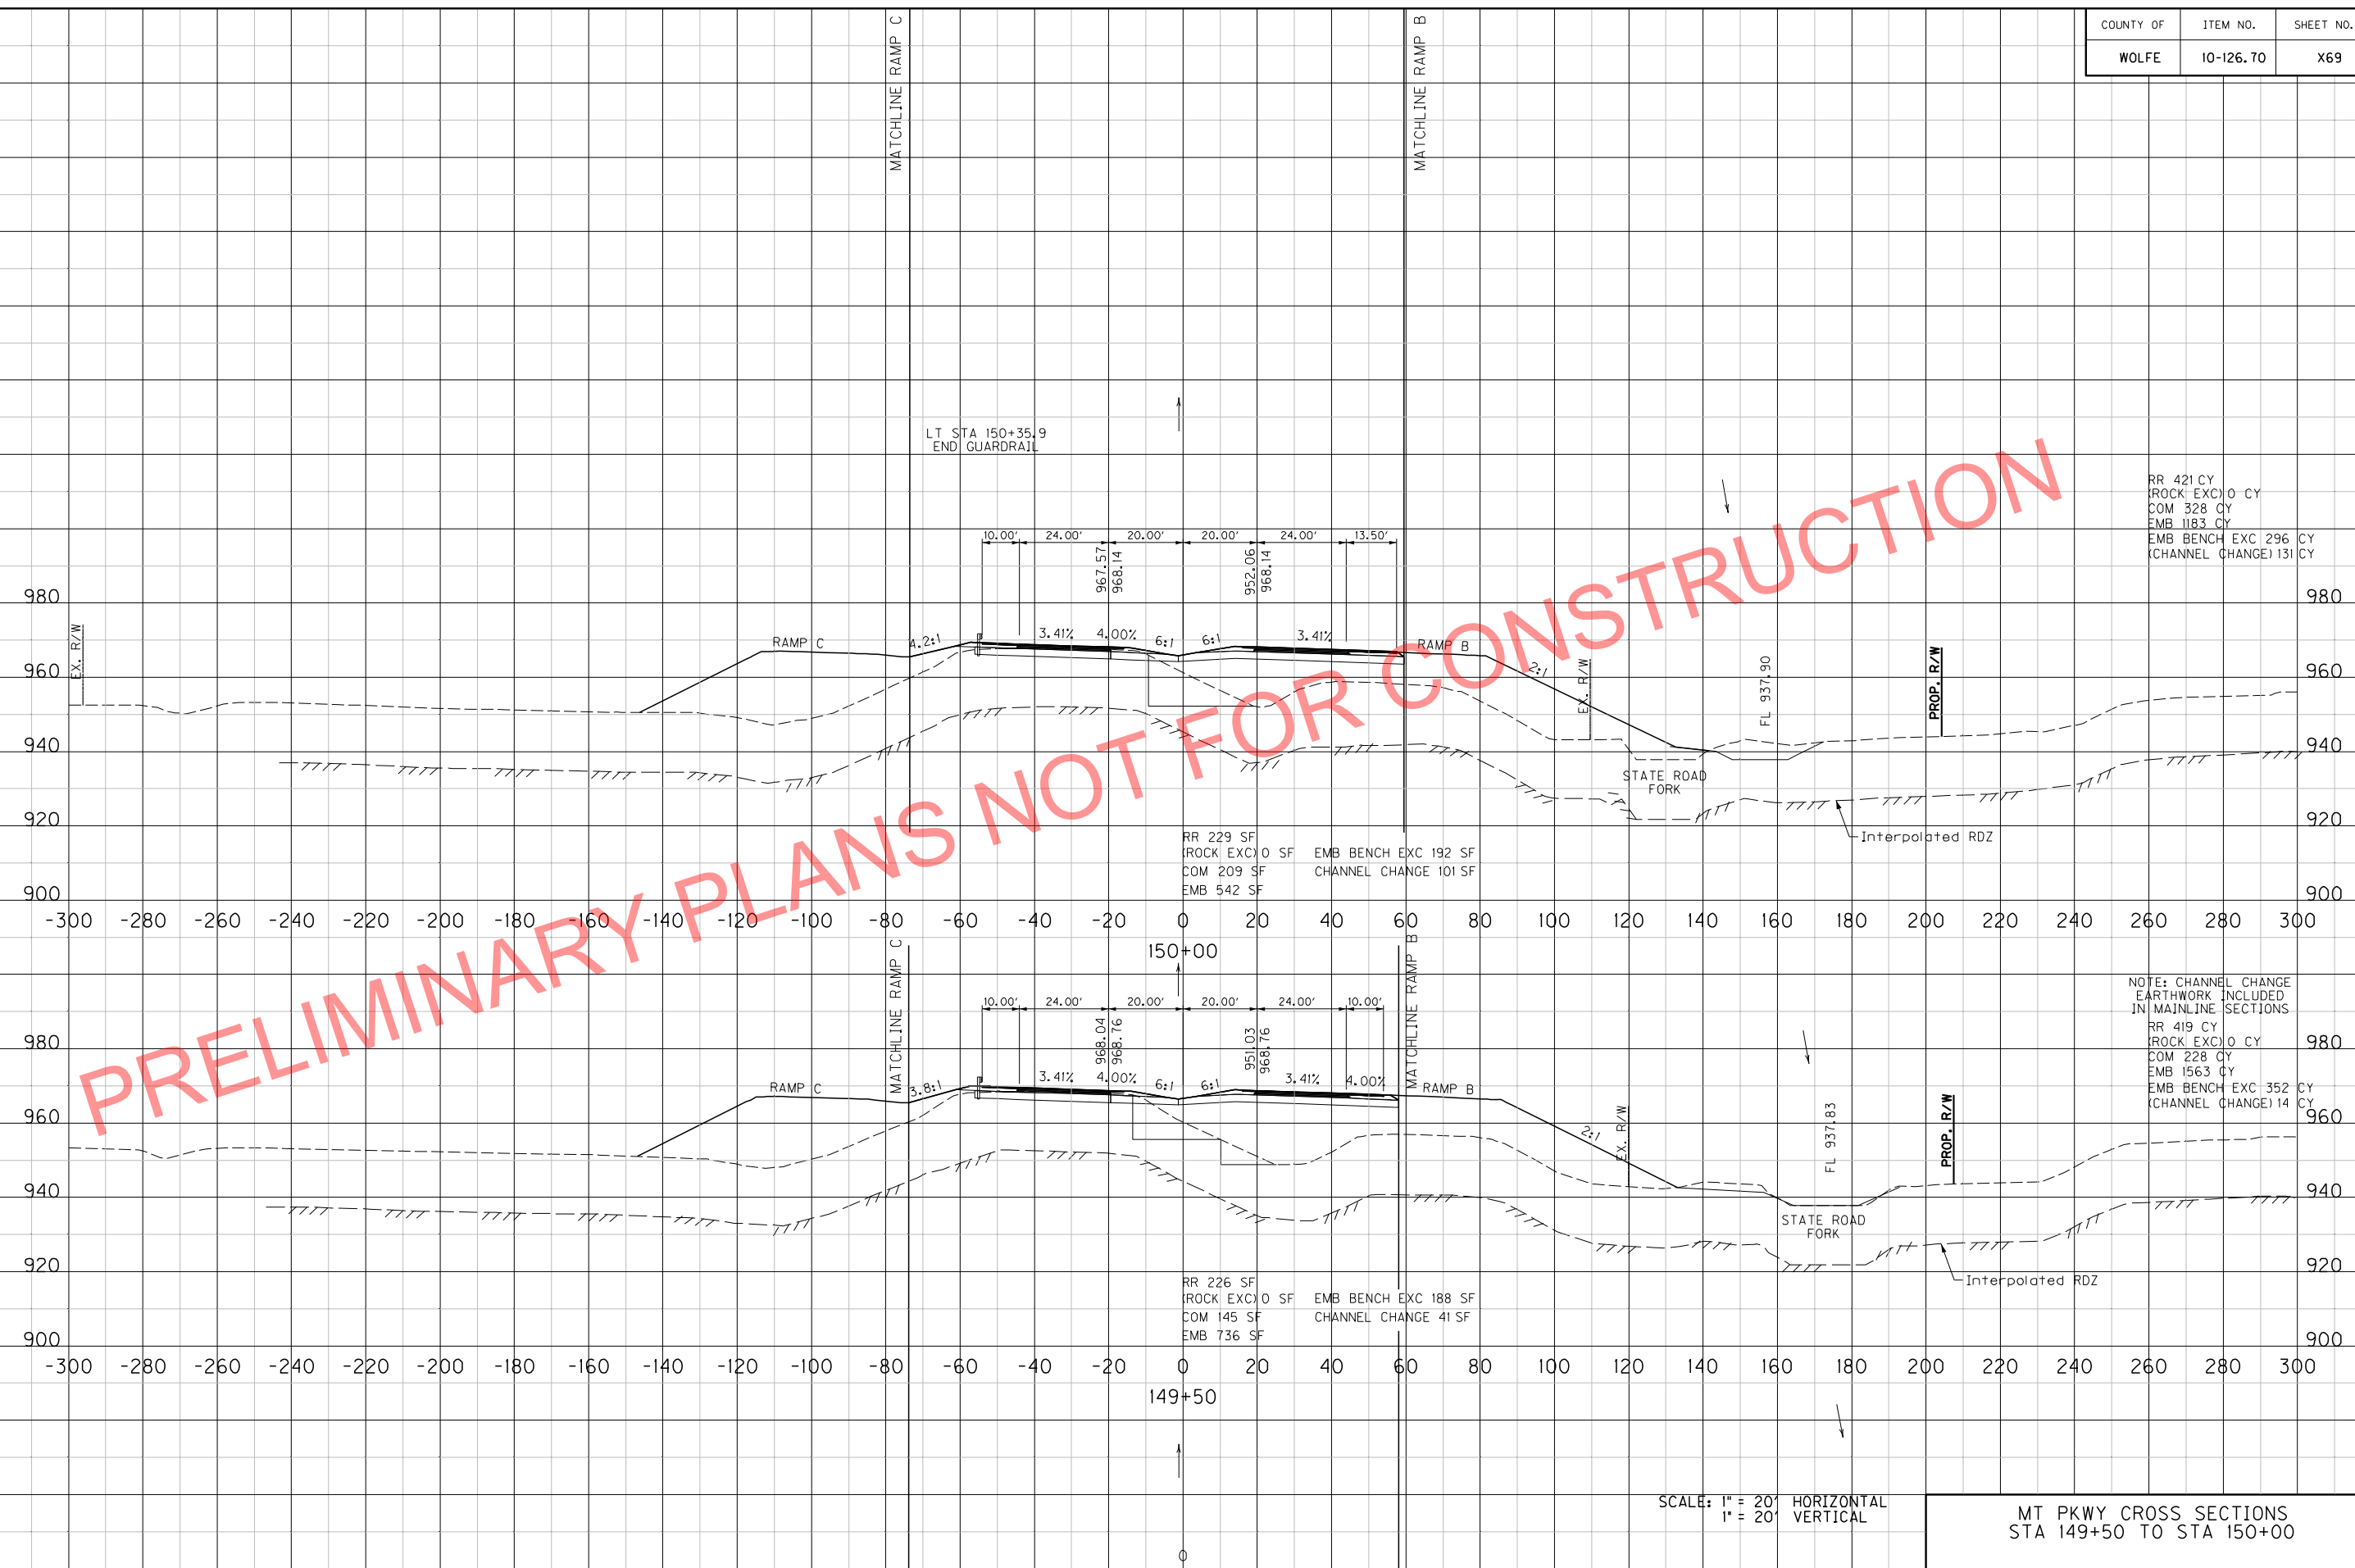 COUNTY OF ITEM NO. SHEET NO.
WOLFE 10-126.70 X69
MATCHLINE RAMP C
MATCHLINE RAMP B
LT STA 150+35.9
END GUARDRAIL
RR 421 CY
(ROCK EXC) 0 CY
COM 328 CY
EMB 1183 CY
EMB BENCH EXC 296 CY
(CHANNEL CHANGE) 131 CY
10.00' 24.00' 20.00' 20.00' 24.00' 13.50'
967.57
968.14
952.06
968.14
980 980
EX. R/W
RAMP C 4.2:1 3.41% 4.00% 6:1 6:1 3.41% RAMP B
2:1
EX. R/W
FL 937.90
PROP. R/W
960 960
940 940
STATE ROAD
FORK
920 920
Interpolated RDZ
RR 229 SF
(ROCK EXC) 0 SF EMB BENCH EXC 192 SF
COM 209 SF CHANNEL CHANGE 101 SF
EMB 542 SF
900 900
-300 -280 -260 -240 -220 -200 -180 -160 -140 -120 -100 -80 -60 -40 -20 0 20 40 60 80 100 120 140 160 180 200 220 240 260 280 300
150+00
PRELIMINARY PLANS NOT FOR CONSTRUCTION
MATCHLINE RAMP C
MATCHLINE RAMP B
NOTE: CHANNEL CHANGE
EARTHWORK INCLUDED
IN MAINLINE SECTIONS
RR 419 CY
(ROCK EXC) 0 CY
COM 228 CY
EMB 1563 CY
EMB BENCH EXC 352 CY
(CHANNEL CHANGE) 14 CY
10.00' 24.00' 20.00' 20.00' 24.00' 10.00'
968.04
968.76
951.03
968.76
980 980
RAMP C 3.8:1 3.41% 4.00% 6:1 6:1 3.41% 4.00% RAMP B
2:1
EX. R/W
FL 937.83
PROP. R/W
960 960
940 940
STATE ROAD
FORK
920 920
Interpolated RDZ
RR 226 SF
(ROCK EXC) 0 SF EMB BENCH EXC 188 SF
COM 145 SF CHANNEL CHANGE 41 SF
EMB 736 SF
900 900
-300 -280 -260 -240 -220 -200 -180 -160 -140 -120 -100 -80 -60 -40 -20 0 20 40 60 80 100 120 140 160 180 200 220 240 260 280 300
149+50
SCALE: 1" = 20' HORIZONTAL
1" = 20' VERTICAL
MT PKWY CROSS SECTIONS
STA 149+50 TO STA 150+00
0